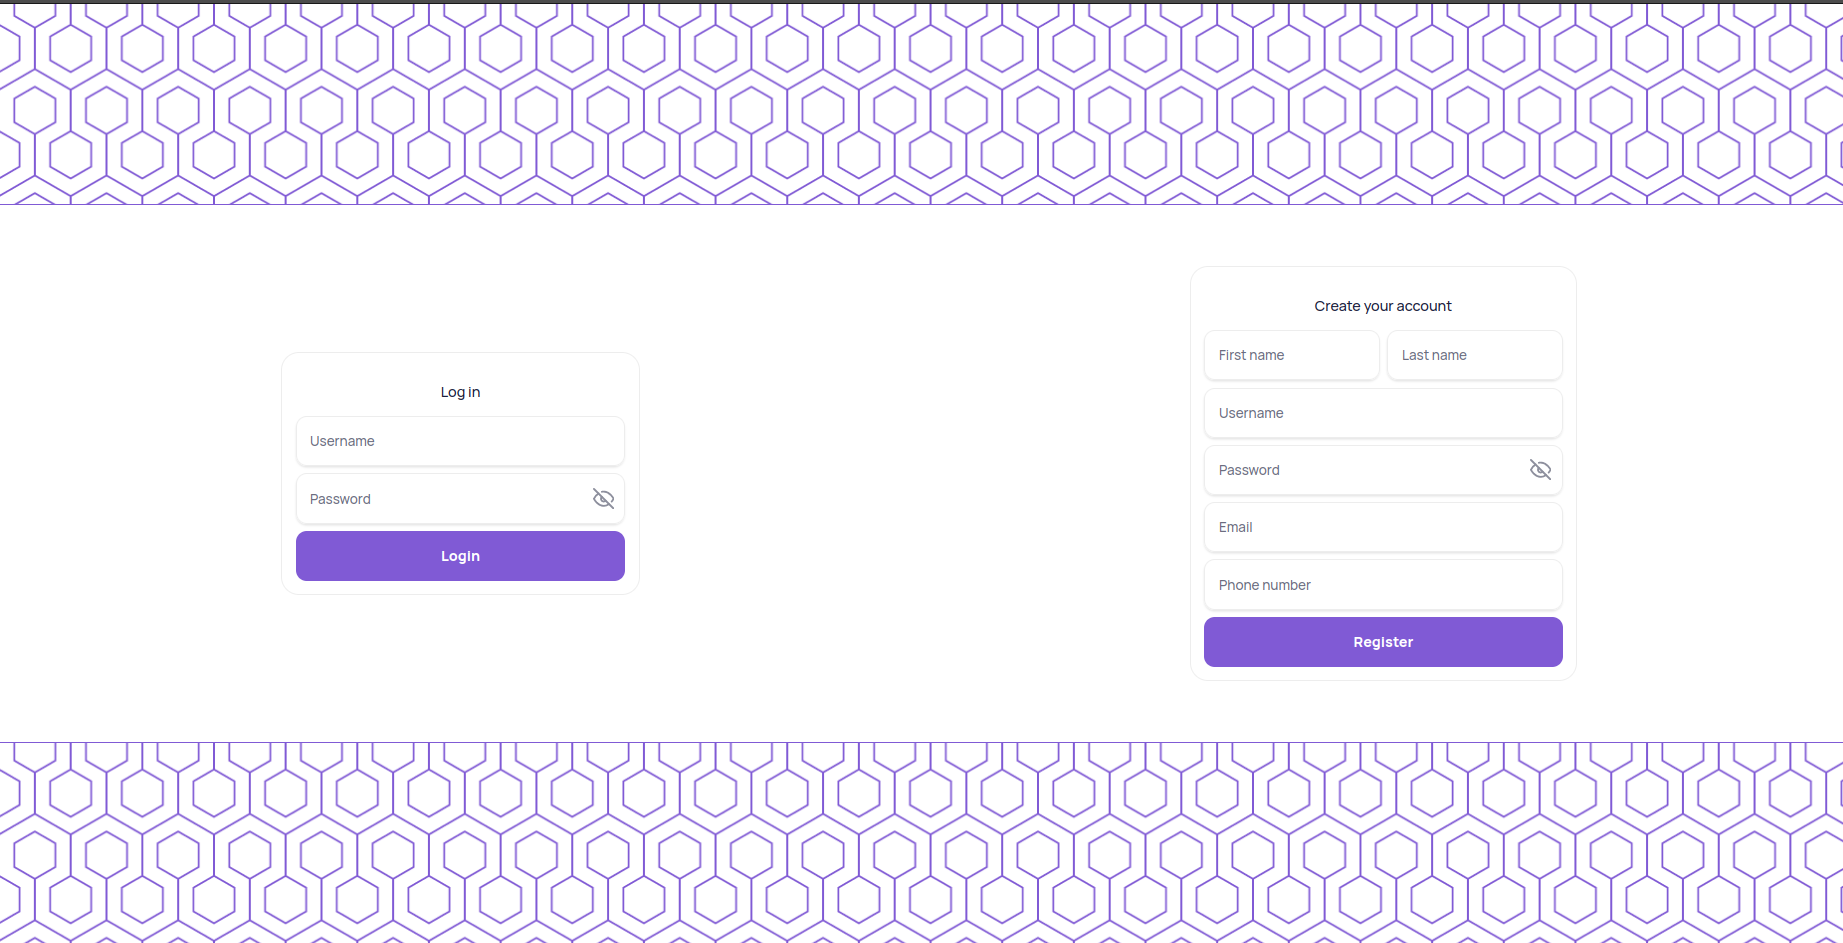 Log in
Username
Password
Login
Create your account
First name
Last name
Username
Password
Email
Phone number
Register